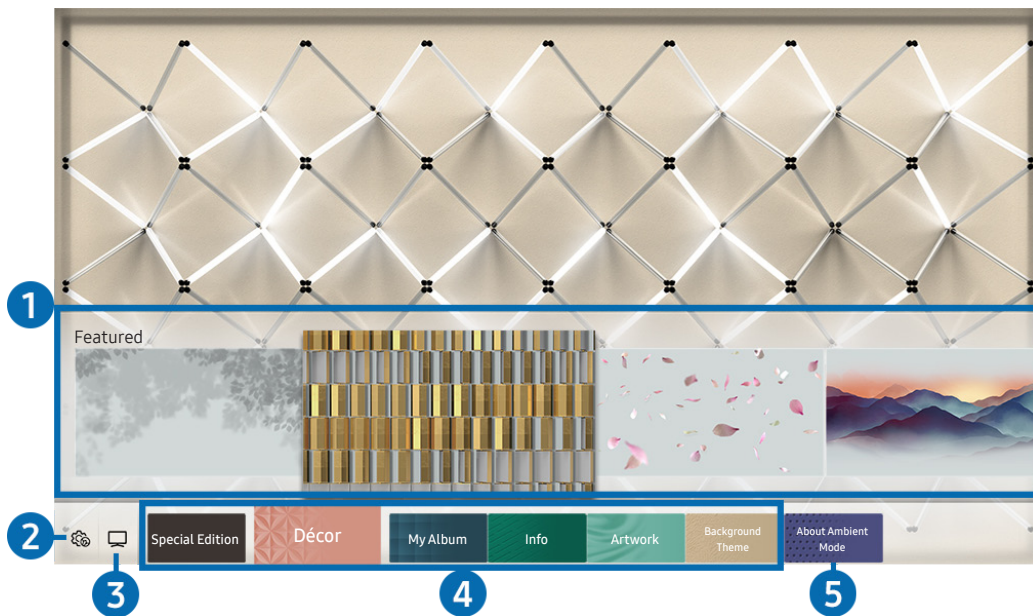 1
Featured
2
3
Special Edition
Décor
My Album
Info
Artwork
Background
Theme
About Ambient
Mode
4
5